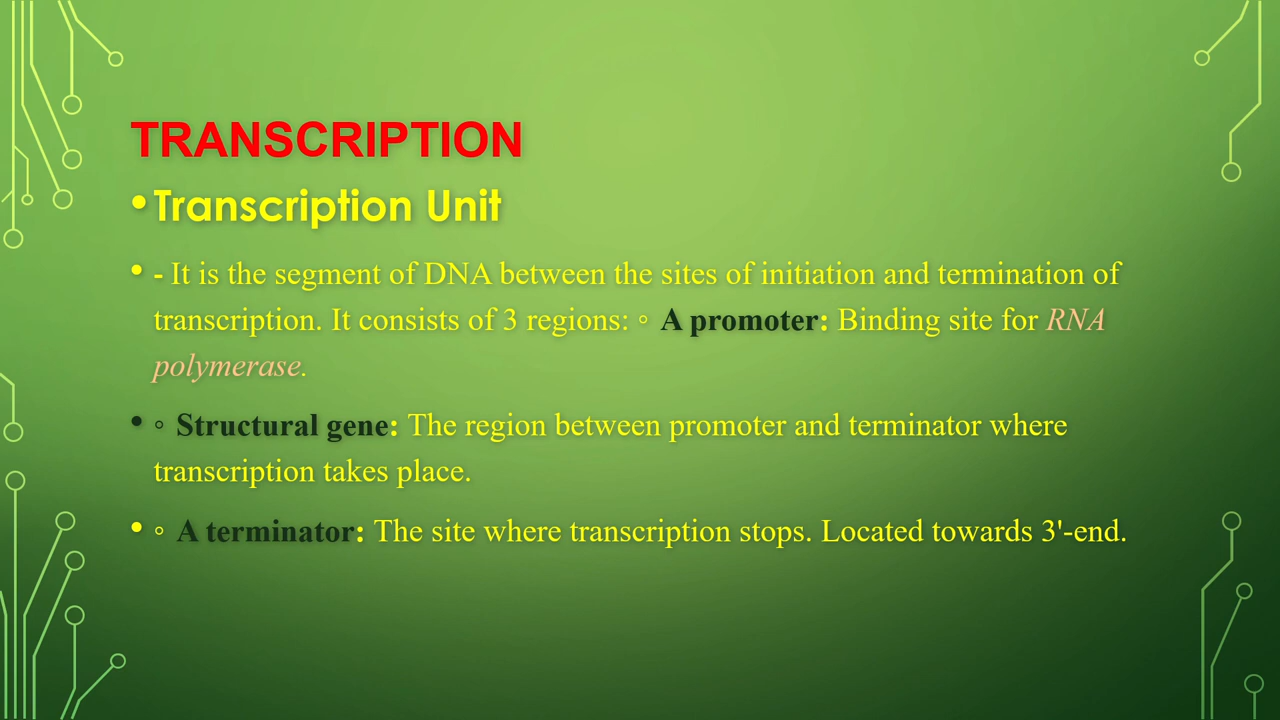 TRANSCRIPTION
•Transcription Unit
• - It is the segment of DNA between the sites of initiation and termination of
transcription. It consists of 3 regions: ◦ A promoter: Binding site for RNA
polymerase.
• ◦ Structural gene: The region between promoter and terminator where
transcription takes place.
• ◦ A terminator: The site where transcription stops. Located towards 3'-end.